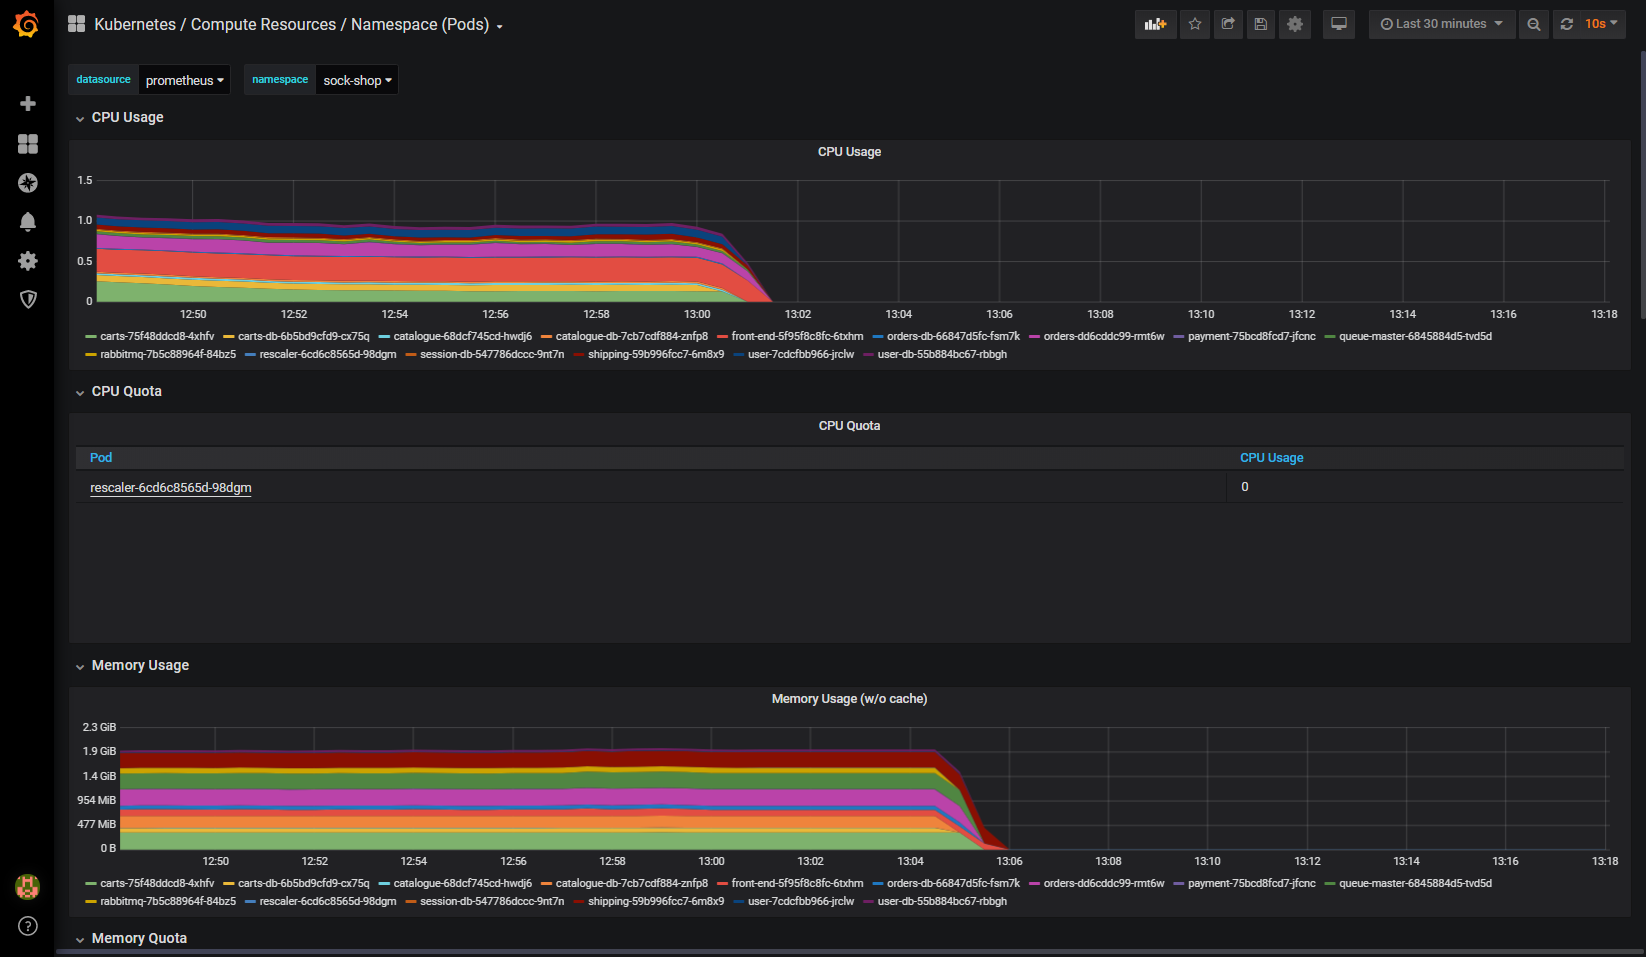 Kubernetes / Compute Resources / Namespace (Pods)
Last 30 minutes
10s
datasource prometheus namespace sock-shop
CPU Usage
CPU Usage
1.5
1.0
0.5
0
12:50 12:52 12:54 12:56 12:58 13:00 13:02 13:04 13:06 13:08 13:10 13:12 13:14 13:16 13:18
carts-75f48ddcd8-4xhfv carts-db-6b5bd9cfd9-cx75q catalogue-68dcf745cd-hwdj6 catalogue-db-7cb7cdf884-znfp8 front-end-5f95f8c8fc-6txhm orders-db-66847d5fc-fsm7k orders-dd6cddc99-rmt6w payment-75bcd8fcd7-jfcnc queue-master-6845884d5-tvd5d
rabbitmq-7b5c88964f-84bz5 rescaler-6cd6c8565d-98dgm session-db-547786dccc-9nt7n shipping-59b996fcc7-6m8x9 user-7cdcfbb966-jrclw user-db-55b884bc67-rbbgh
CPU Quota
CPU Quota
Pod CPU Usage
rescaler-6cd6c8565d-98dgm 0
Memory Usage
Memory Usage (w/o cache)
2.3 GiB
1.9 GiB
1.4 GiB
954 MiB
477 MiB
0 B
12:50 12:52 12:54 12:56 12:58 13:00 13:02 13:04 13:06 13:08 13:10 13:12 13:14 13:16 13:18
carts-75f48ddcd8-4xhfv carts-db-6b5bd9cfd9-cx75q catalogue-68dcf745cd-hwdj6 catalogue-db-7cb7cdf884-znfp8 front-end-5f95f8c8fc-6txhm orders-db-66847d5fc-fsm7k orders-dd6cddc99-rmt6w payment-75bcd8fcd7-jfcnc queue-master-6845884d5-tvd5d
rabbitmq-7b5c88964f-84bz5 rescaler-6cd6c8565d-98dgm session-db-547786dccc-9nt7n shipping-59b996fcc7-6m8x9 user-7cdcfbb966-jrclw user-db-55b884bc67-rbbgh
Memory Quota